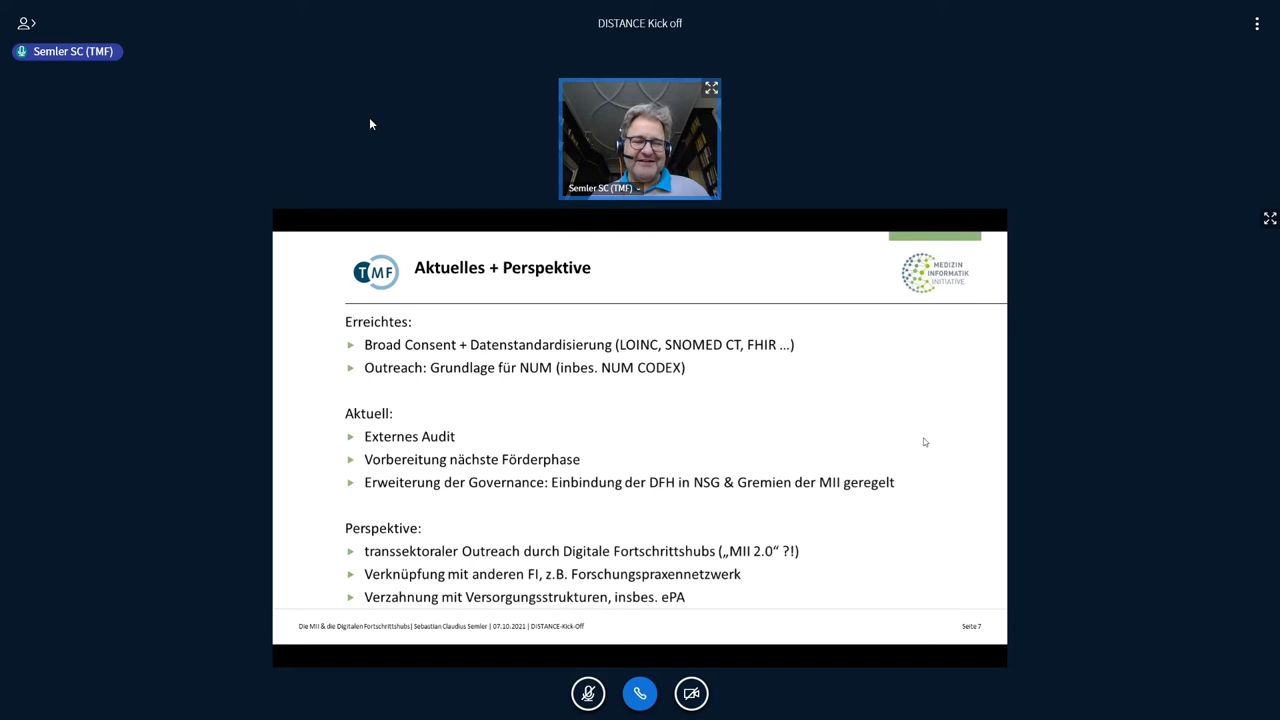 DISTANCE Kick off
Semler SC (TMF)
Semler SC (TMF)
TMF
Aktuelles + Perspektive
MEDIZIN
INFORMATIK
INITIATIVE
Erreichtes:
Broad Consent + Datenstandardisierung (LOINC, SNOMED CT, FHIR ...)
Outreach: Grundlage für NUM (inbes. NUM CODEX)
Aktuell:
Externes Audit
Vorbereitung nächste Förderphase
Erweiterung der Governance: Einbindung der DFH in NSG & Gremien der MII geregelt
Perspektive:
transsektoraler Outreach durch Digitale Fortschrittshubs („MII 2.0“ ?!)
Verknüpfung mit anderen FI, z.B. Forschungspraxennetzwerk
Verzahnung mit Versorgungsstrukturen, insbes. ePA
Die MII & die Digitalen Fortschrittshubs| Sebastian Claudius Semler | 07.10.2021 | DISTANCE-Kick-Off
Seite 7